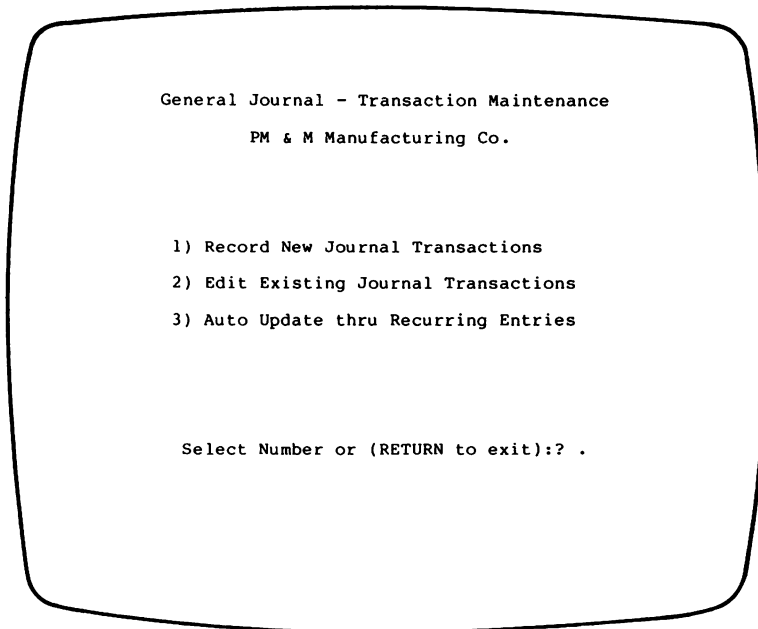 General Journal - Transaction Maintenance
PM & M Manufacturing Co.
1) Record New Journal Transactions
2) Edit Existing Journal Transactions
3) Auto Update thru Recurring Entries
Select Number or (RETURN to exit):? .